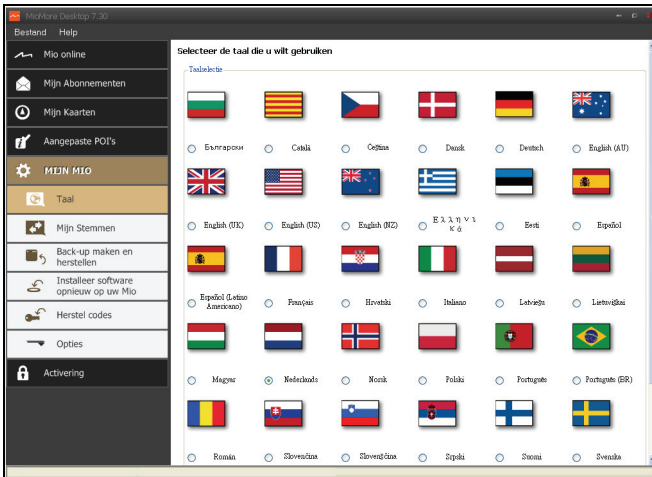 MioMore Desktop 7.30
Bestand Help
Mio online
Mijn Abonnementen
Mijn Kaarten
Aangepaste POI's
MIJN MIO
Taal
Mijn Stemmen
Back-up maken en
herstellen
Installeer software
opnieuw op uw Mio
Herstel codes
Opties
Activering
Selecteer de taal die u wilt gebruiken
Taalselectie
Български Català Ceština Dansk Deutsch English (AU)
English (UK) English (US) English (NZ) Ελληνι
κά Eesti Español
Español (Latino
Americano) Français Hrvatski Italiano Latviešu Lietuviškai
Magyar Nederlands Norsk Polski Português Português (BR)
Român Slovenčina Slovenščina Srpski Suomi Svenska